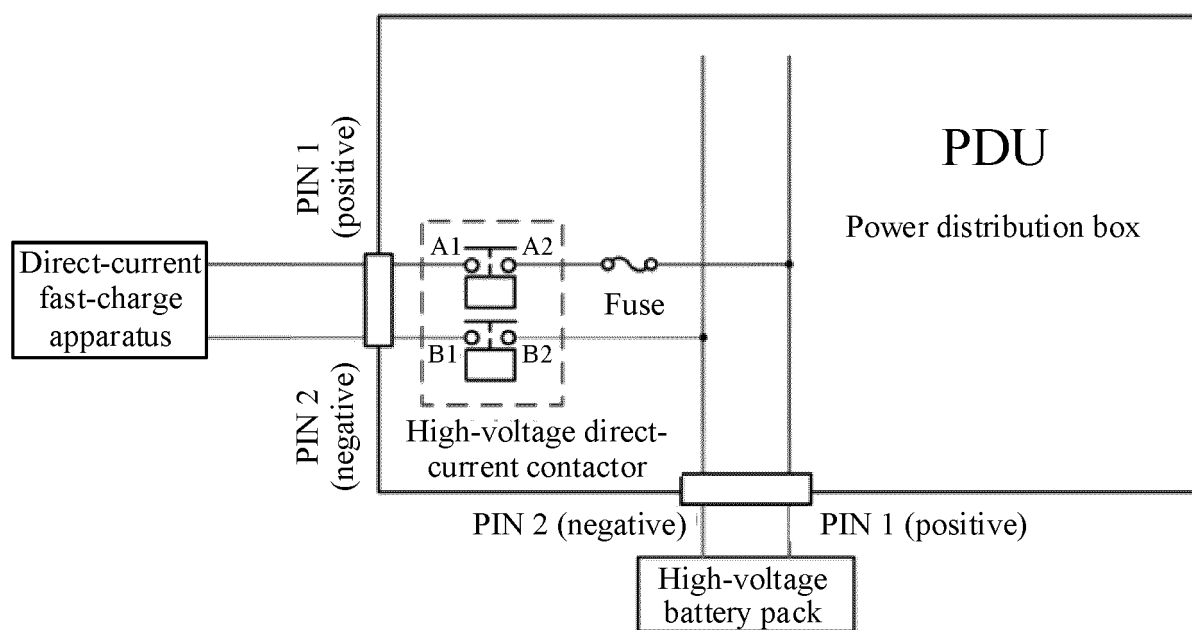 PDU
Power distribution box
PIN 1
(positive)
Direct-current
fast-charge
apparatus
A1
A2
Fuse
B1
B2
PIN 2
(negative)
High-voltage direct-
current contactor
PIN 2 (negative)
PIN 1 (positive)
High-voltage
battery pack